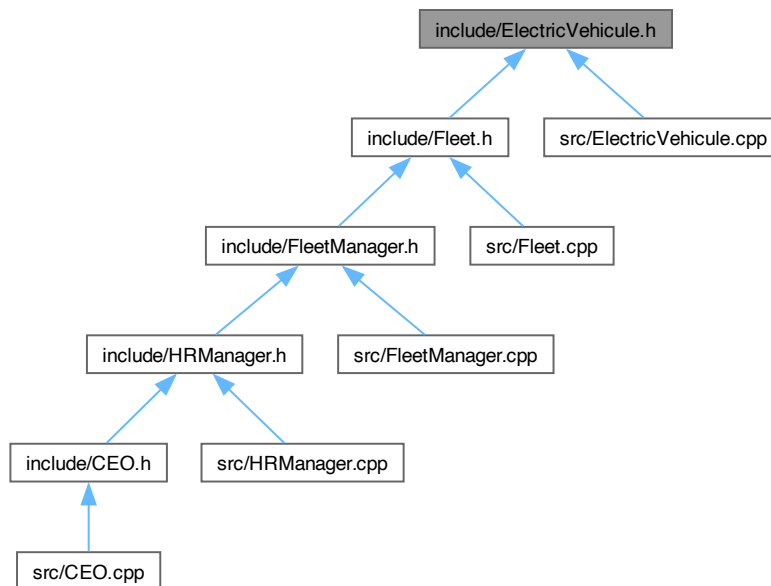 include/ElectricVehicule.h
include/Fleet.h
src/ElectricVehicule.cpp
include/FleetManager.h
src/Fleet.cpp
include/HRManager.h
src/FleetManager.cpp
include/CEO.h
src/HRManager.cpp
src/CEO.cpp